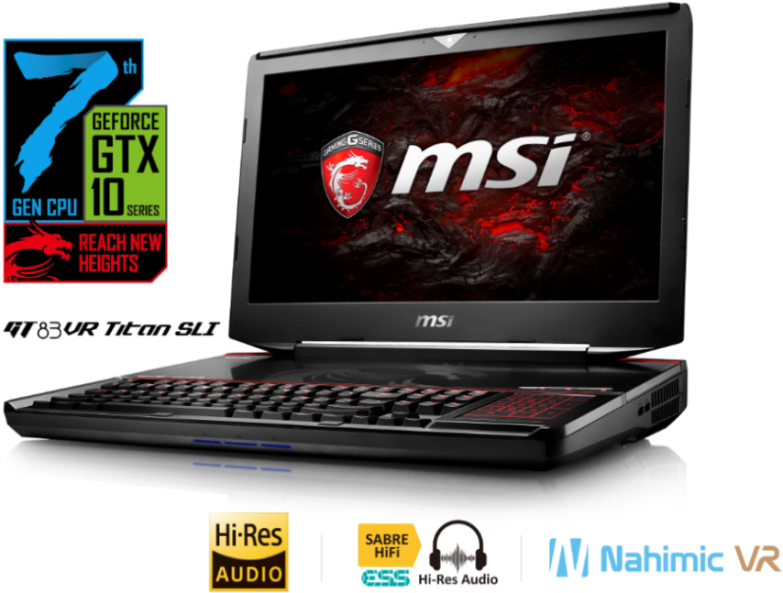 7th
GEN CPU
GEFORCE
GTX
10 SERIES
REACH NEW
HEIGHTS
GT83VR Titan SLI
GAMING G SERIES
msi®
msi
Hi-Res
AUDIO
SABRE
HiFi
ESS
Hi-Res Audio
Nahimic VR